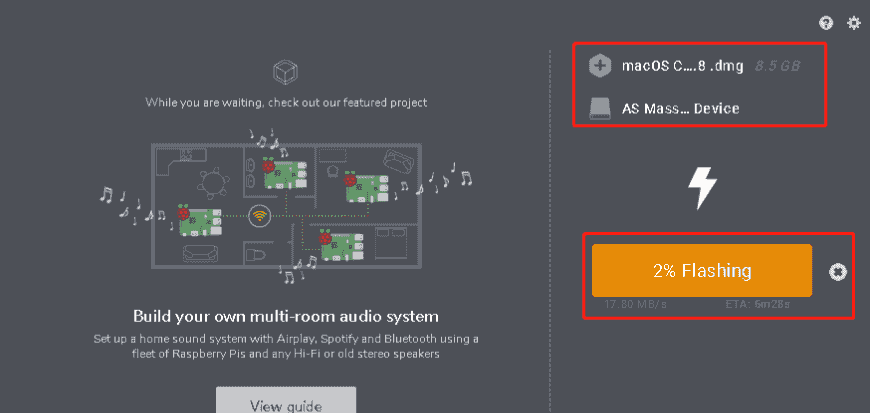 While you are waiting, check out our featured project
Build your own multi-room audio system
Set up a home sound system with Airplay, Spotify and Bluetooth using a
fleet of Raspberry Pis and any Hi-Fi or old stereo speakers
View guide
macOS C....8 .dmg 8.5 GB
AS Mass... Device
2% Flashing
17.80 MB/s ETA: 6m28s